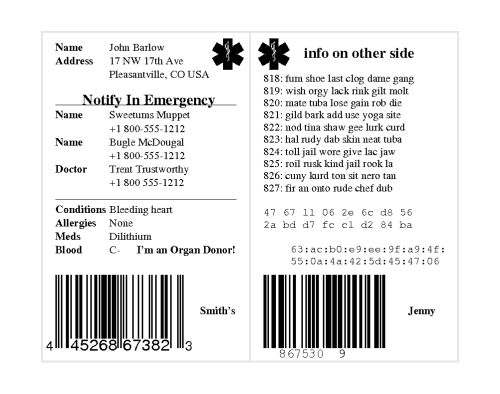 Name John Barlow
Address 17 NW 17th Ave
Pleasantville, CO USA
Notify In Emergency
Name Sweetums Muppet
+1 800-555-1212
Name Bugle McDougal
+1 800-555-1212
Doctor Trent Trustworthy
+1 800 555-1212
Conditions Bleeding heart
Allergies None
Meds Dilithium
Blood C- I'm an Organ Donor!
Smith's
4 45268 67382 3
info on other side
818: fum shoe last clog dame gang
819: wish orgy lack rink gilt molt
820: mate tuba lose gain rob die
821: gild bark add use yoga site
822: nod tina shaw gee lurk curd
823: hal rudy dab skin neat tuba
824: toll jail wore give lac jaw
825: roil rusk kind jail rook la
826: cuny kurd ton sit nero tan
827: fir an onto rude chef dub
47 67 11 06 2e 6c d8 56
2a bd d7 fc c1 d2 84 ba
63:ac:b0:e9:ee:9f:a9:4f:
55:0a:4a:42:5d:45:47:06
Jenny
867530 9